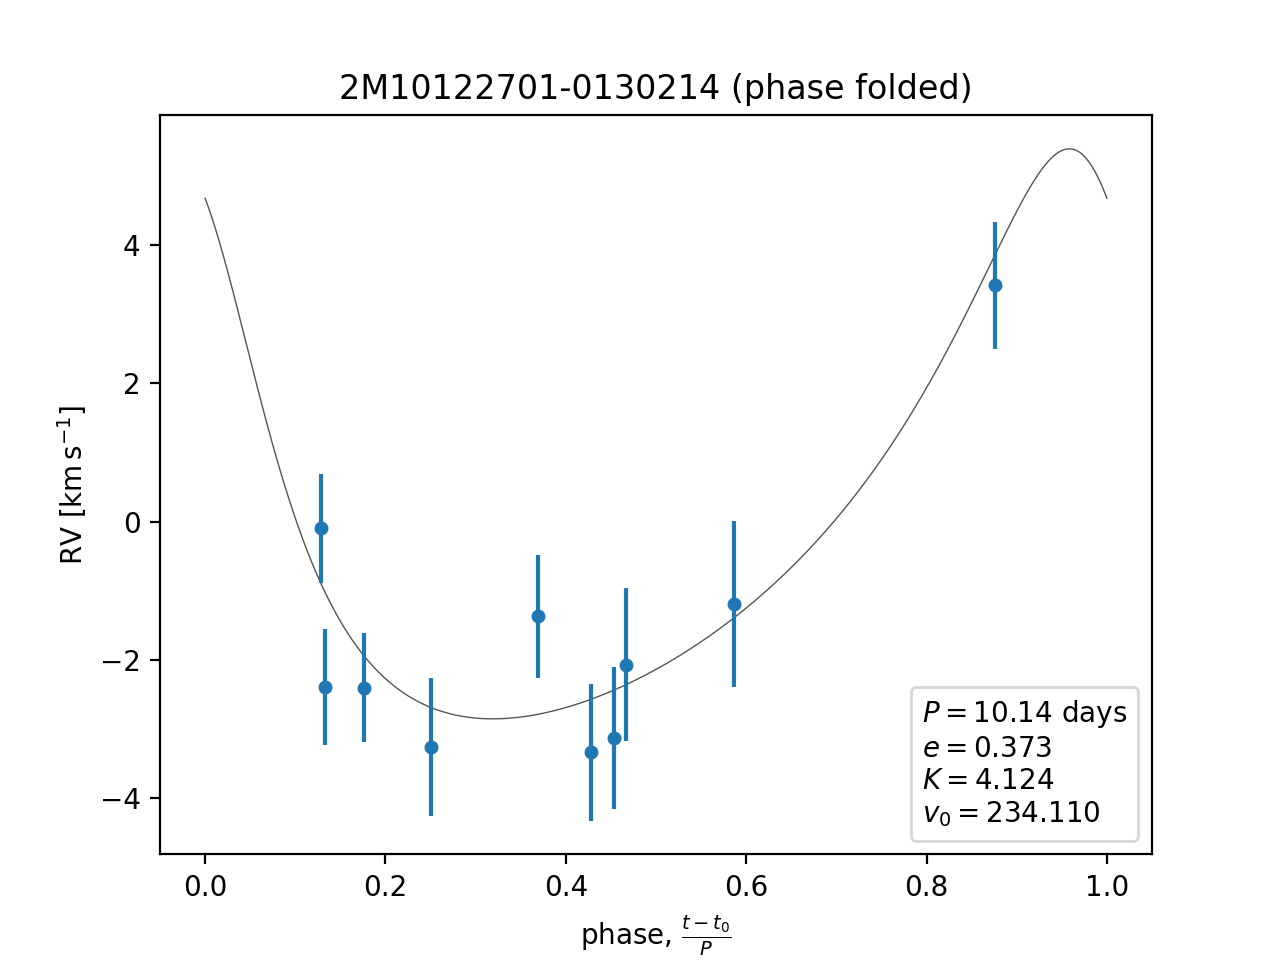 2M10122701-0130214 (phase folded)
RV [km s⁻¹]
4
2
0
−2
−4
P = 10.14 days
e = 0.373
K = 4.124
v₀ = 234.110
0.0 0.2 0.4 0.6 0.8 1.0
phase, (t − t₀)/P